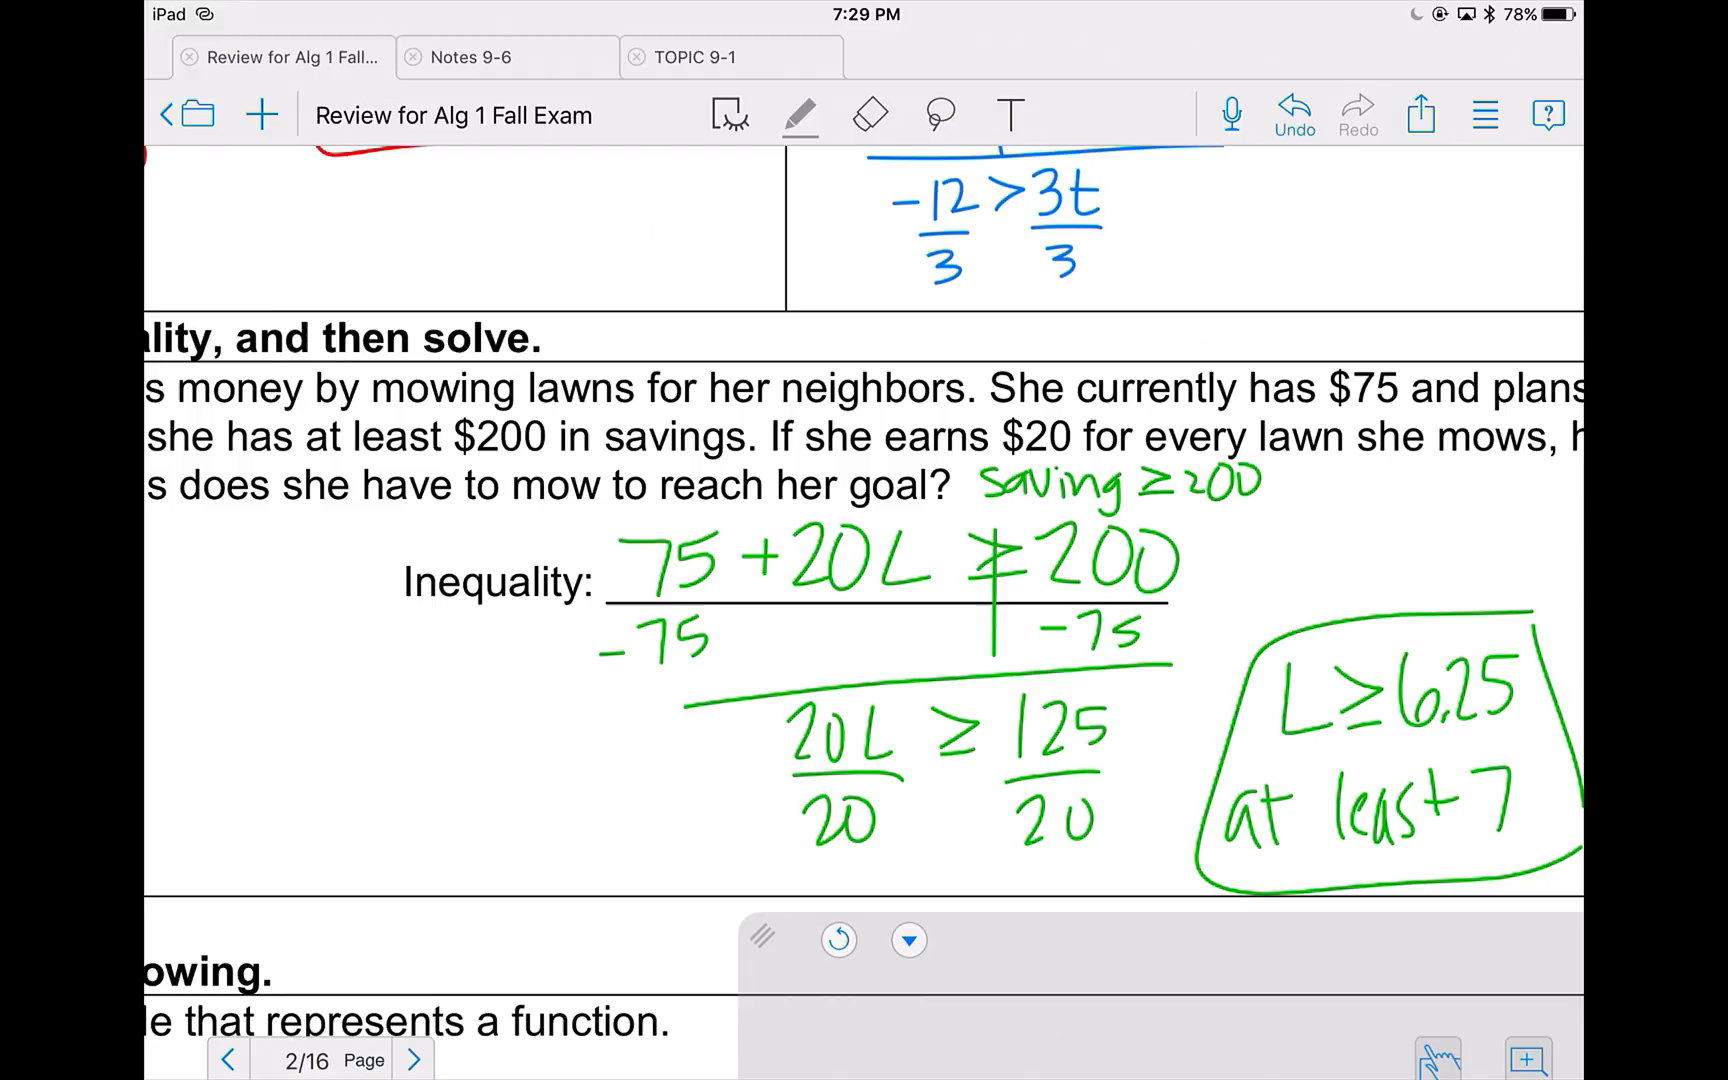 iPad 7:29 PM 78%
Review for Alg 1 Fall... Notes 9-6 TOPIC 9-1
Review for Alg 1 Fall Exam T Undo Redo
-12 > 3t
3 3
ality, and then solve.
s money by mowing lawns for her neighbors. She currently has $75 and plans
she has at least $200 in savings. If she earns $20 for every lawn she mows, h
s does she have to mow to reach her goal? saving ≥ 200
Inequality: 75 + 20L ≥ 200
-75 -75
20L ≥ 125
20 20
L ≥ 6.25
at least 7
owing.
le that represents a function.
2/16 Page